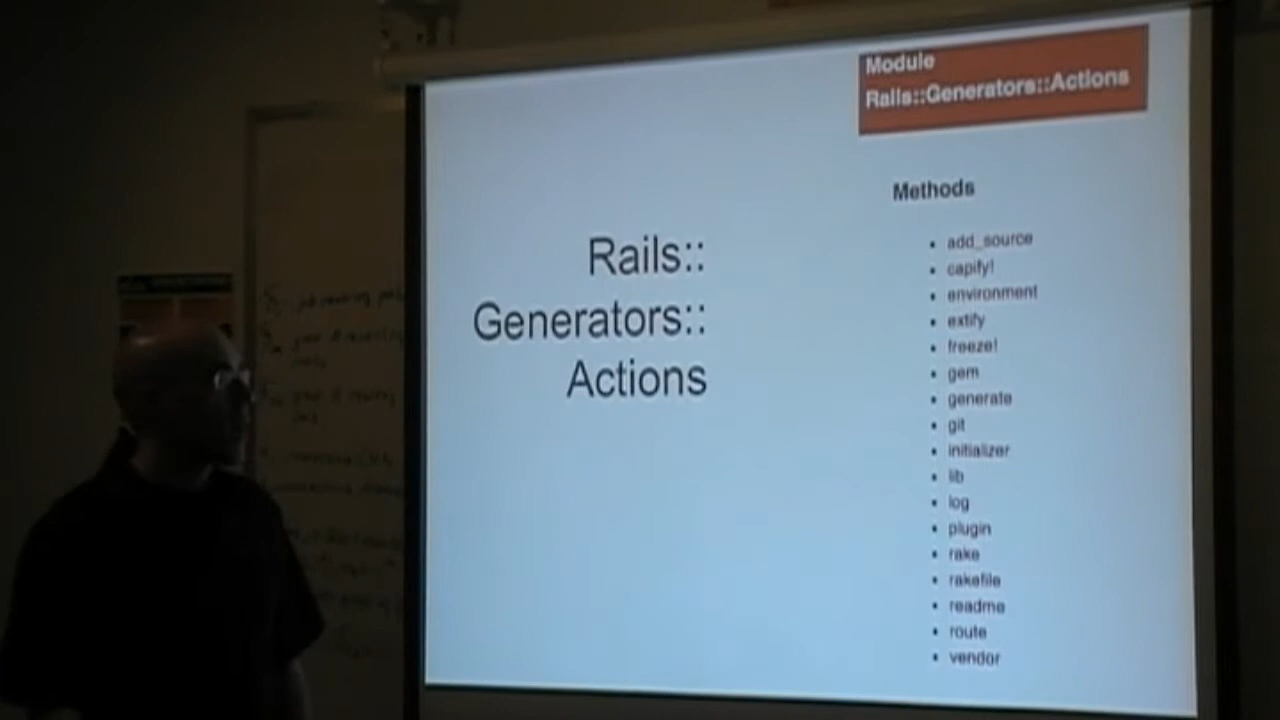 Module
Rails::Generators::Actions
Methods
Rails::
Generators::
Actions
• add_source
• capify!
• environment
• extify
• freeze!
• gem
• generate
• git
• initializer
• lib
• log
• plugin
• rake
• rakefile
• readme
• route
• vendor